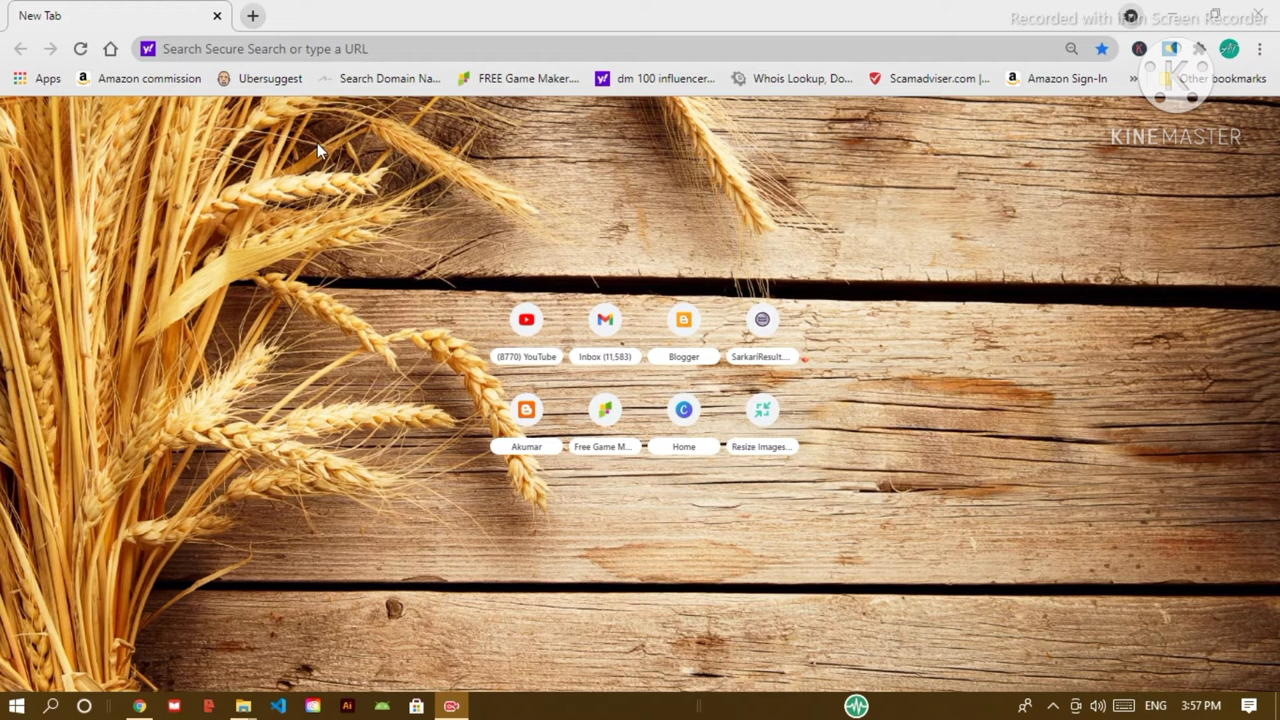 New Tab
Recorded with iTop Screen Recorder
Search Secure Search or type a URL
Apps
Amazon commission
Ubersuggest
Search Domain Na...
FREE Game Maker...
dm 100 influencer...
Whois Lookup, Do...
Scamadviser.com |...
Amazon Sign-In
Other bookmarks
K
KINEMASTER
(8770) YouTube
Inbox (11,583)
Blogger
SarkariResult....
Akumar
Free Game M...
Home
Resize Images...
Ai
ENG
3:57 PM